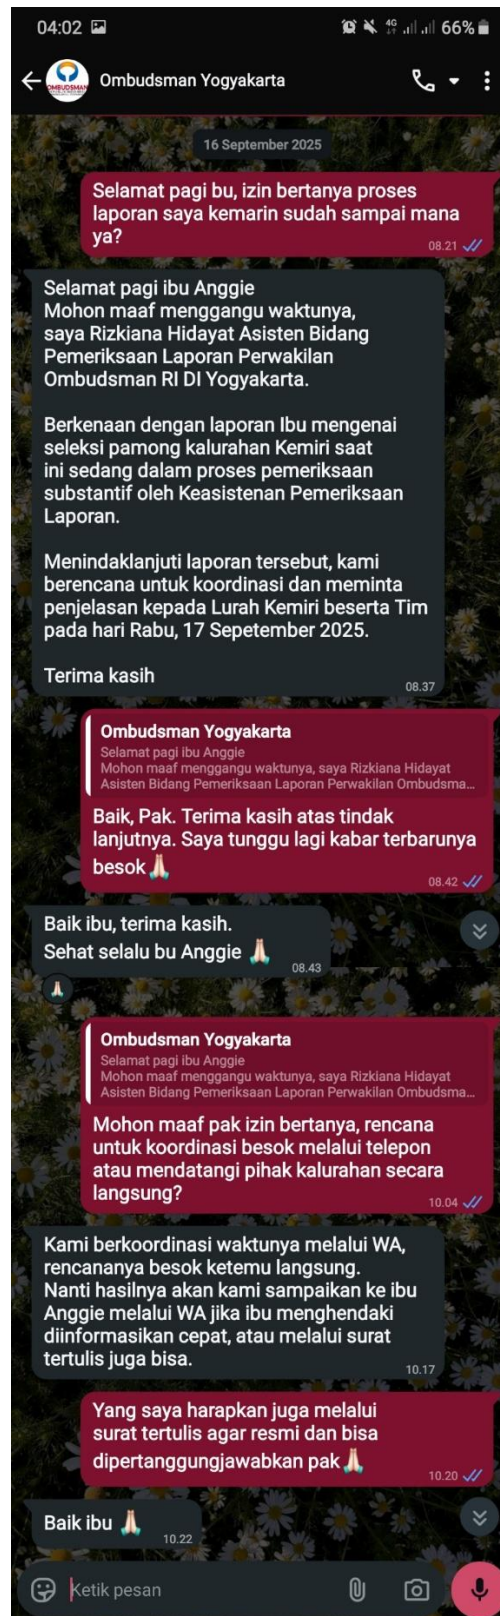 04:02
4G
66%
OMBUDSMAN
Ombudsman Yogyakarta
16 September 2025
Selamat pagi bu, izin bertanya proses
laporan saya kemarin sudah sampai mana
ya?
08.21
Selamat pagi ibu Anggie
Mohon maaf menggangu waktunya,
saya Rizkiana Hidayat Asisten Bidang
Pemeriksaan Laporan Perwakilan
Ombudsman RI DI Yogyakarta.
Berkenaan dengan laporan Ibu mengenai
seleksi pamong kalurahan Kemiri saat
ini sedang dalam proses pemeriksaan
substantif oleh Keasistenan Pemeriksaan
Laporan.
Menindaklanjuti laporan tersebut, kami
berencana untuk koordinasi dan meminta
penjelasan kepada Lurah Kemiri beserta Tim
pada hari Rabu, 17 Sepetember 2025.
Terima kasih
08.37
Ombudsman Yogyakarta
Selamat pagi ibu Anggie
Mohon maaf menggangu waktunya, saya Rizkiana Hidayat
Asisten Bidang Pemeriksaan Laporan Perwakilan Ombudsma...
Baik, Pak. Terima kasih atas tindak
lanjutnya. Saya tunggu lagi kabar terbarunya
besok🙏🏻
08.42
Baik ibu, terima kasih.
Sehat selalu bu Anggie 🙏🏻
08.43
🙏🏻
Ombudsman Yogyakarta
Selamat pagi ibu Anggie
Mohon maaf menggangu waktunya, saya Rizkiana Hidayat
Asisten Bidang Pemeriksaan Laporan Perwakilan Ombudsma...
Mohon maaf pak izin bertanya, rencana
untuk koordinasi besok melalui telepon
atau mendatangi pihak kalurahan secara
langsung?
10.04
Kami berkoordinasi waktunya melalui WA,
rencananya besok ketemu langsung.
Nanti hasilnya akan kami sampaikan ke ibu
Anggie melalui WA jika ibu menghendaki
diinformasikan cepat, atau melalui surat
tertulis juga bisa.
10.17
Yang saya harapkan juga melalui
surat tertulis agar resmi dan bisa
dipertanggungjawabkan pak🙏🏻
10.20
Baik ibu 🙏🏻
10.22
Ketik pesan